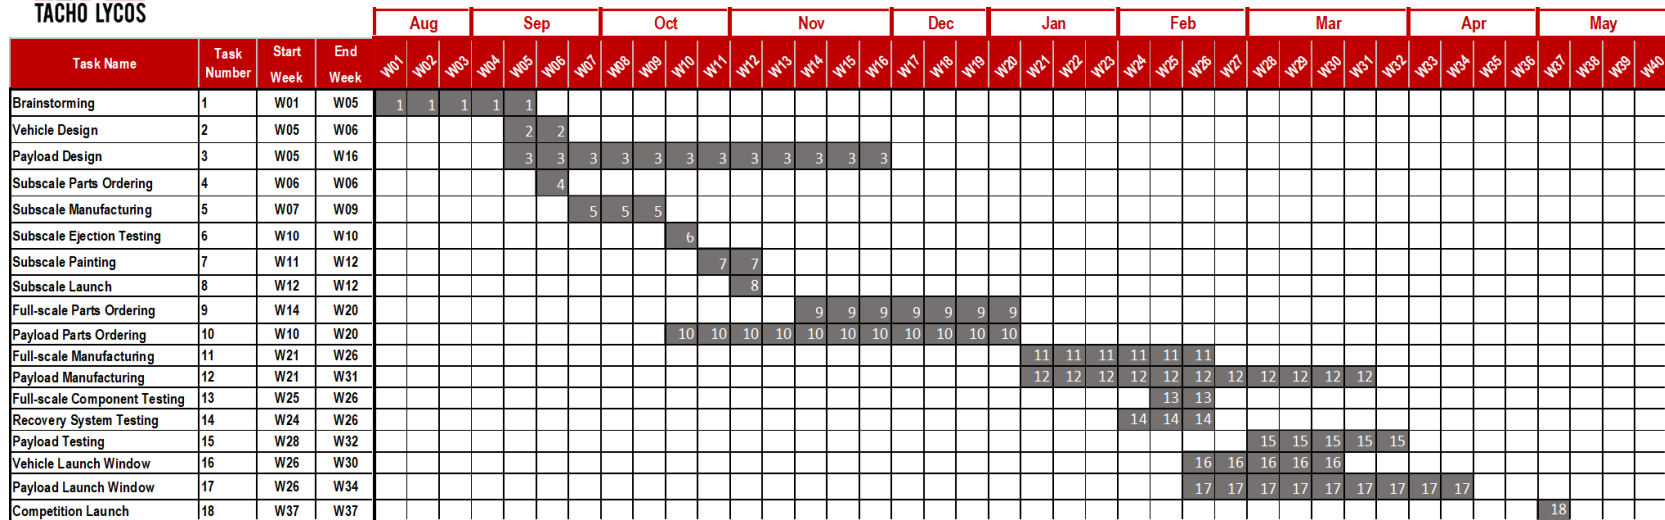 TACHO LYCOS
Aug Sep Oct Nov Dec Jan Feb Mar Apr May
Task Name Task Number Start Week End Week W01 W02 W03 W04 W05 W06 W07 W08 W09 W10 W11 W12 W13 W14 W15 W16 W17 W18 W19 W20 W21 W22 W23 W24 W25 W26 W27 W28 W29 W30 W31 W32 W33 W34 W35 W36 W37 W38 W39 W40
Brainstorming 1 W01 W05 1 1 1 1 1
Vehicle Design 2 W05 W06 2 2
Payload Design 3 W05 W16 3 3 3 3 3 3 3 3 3 3 3 3
Subscale Parts Ordering 4 W06 W06 4
Subscale Manufacturing 5 W07 W09 5 5 5
Subscale Ejection Testing 6 W10 W10 6
Subscale Painting 7 W11 W12 7 7
Subscale Launch 8 W12 W12 8
Full-scale Parts Ordering 9 W14 W20 9 9 9 9 9 9 9
Payload Parts Ordering 10 W10 W20 10 10 10 10 10 10 10 10 10 10 10
Full-scale Manufacturing 11 W21 W26 11 11 11 11 11 11
Payload Manufacturing 12 W21 W31 12 12 12 12 12 12 12 12 12 12 12
Full-scale Component Testing 13 W25 W26 13 13
Recovery System Testing 14 W24 W26 14 14 14
Payload Testing 15 W28 W32 15 15 15 15 15
Vehicle Launch Window 16 W26 W30 16 16 16 16 16
Payload Launch Window 17 W26 W34 17 17 17 17 17 17 17 17 17
Competition Launch 18 W37 W37 18